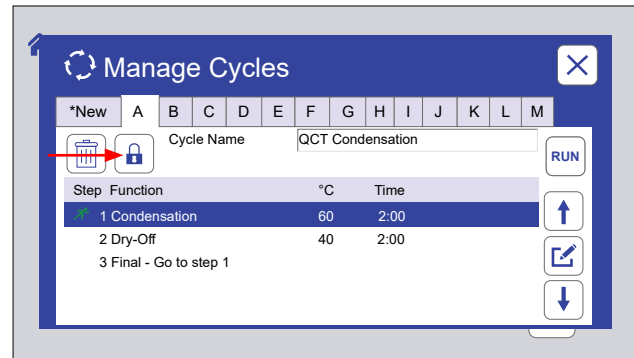 Manage Cycles
*New A B C D E F G H I J K L M
Cycle Name QCT Condensation
RUN
Step Function °C Time
1 Condensation 60 2:00
2 Dry-Off 40 2:00
3 Final - Go to step 1